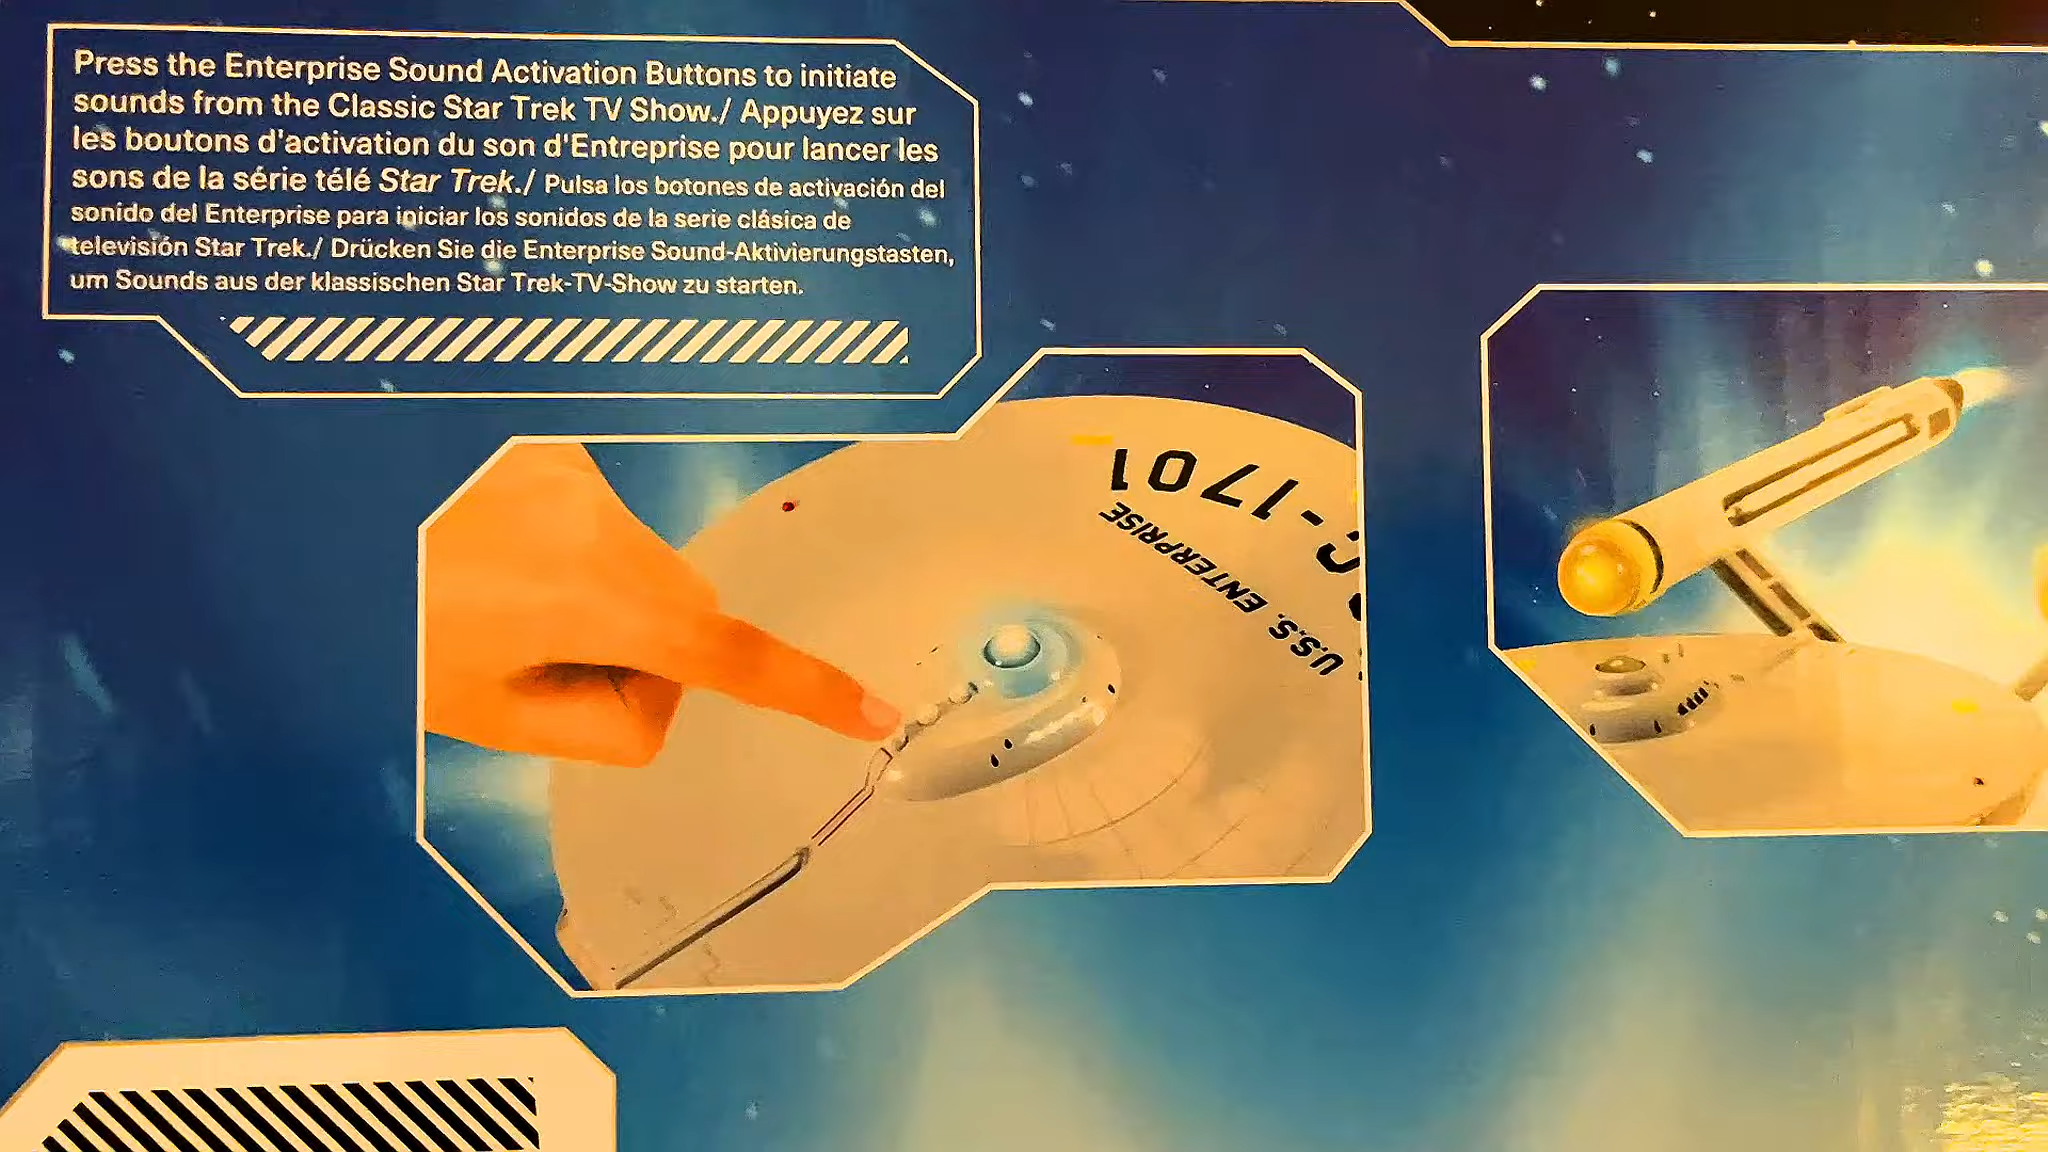 Press the Enterprise Sound Activation Buttons to initiate
sounds from the Classic Star Trek TV Show./ Appuyez sur
les boutons d'activation du son d'Entreprise pour lancer les
sons de la série télé Star Trek./ Pulsa los botones de activación del
sonido del Enterprise para iniciar los sonidos de la serie clásica de
televisión Star Trek./ Drücken Sie die Enterprise Sound-Aktivierungstasten,
um Sounds aus der klassischen Star Trek-TV-Show zu starten.
C-1701
U.S.S. ENTERPRISE